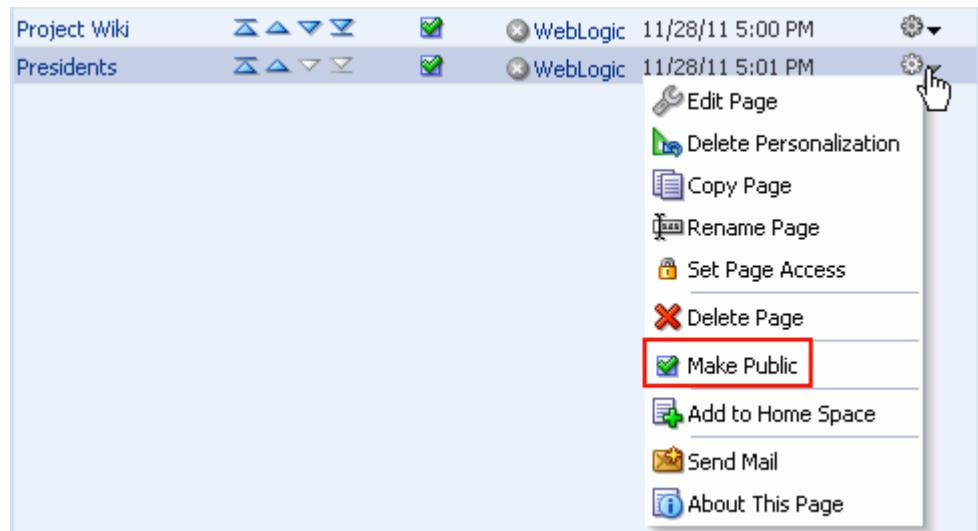 Project Wiki WebLogic 11/28/11 5:00 PM
Presidents WebLogic 11/28/11 5:01 PM
Edit Page
Delete Personalization
Copy Page
Rename Page
Set Page Access
Delete Page
Make Public
Add to Home Space
Send Mail
About This Page